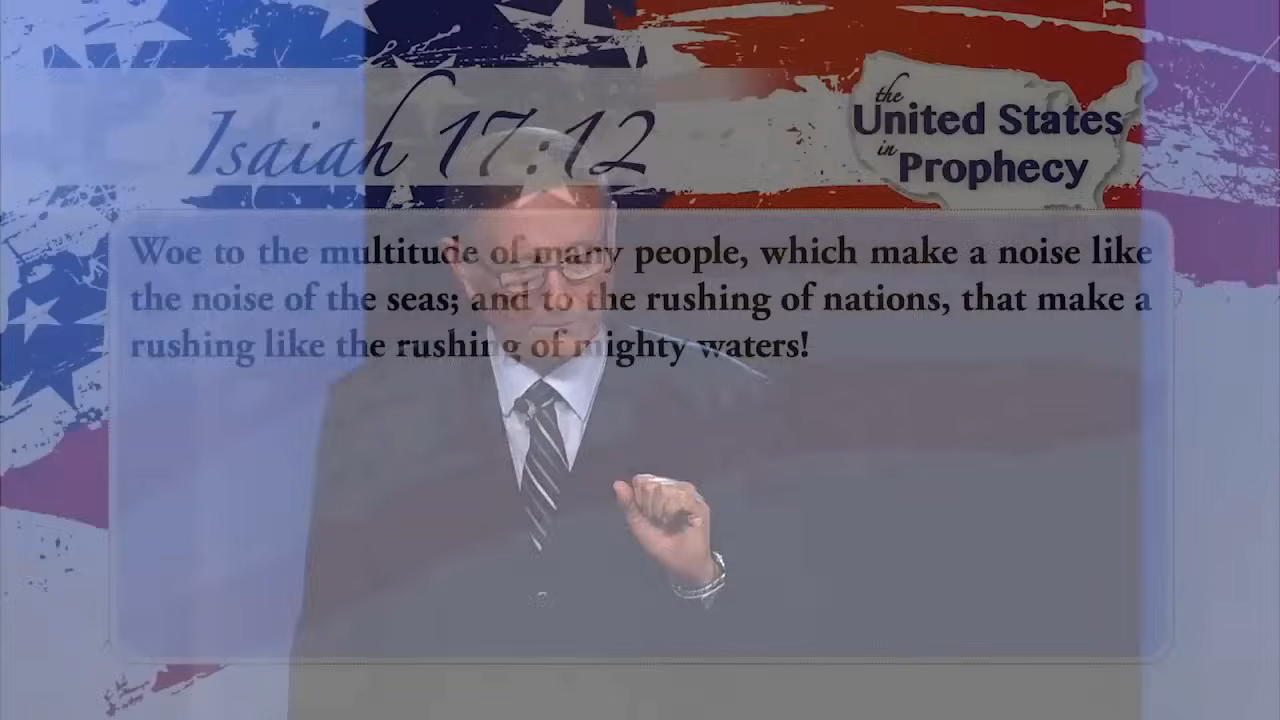 Isaiah 17:12
the
United States
in
Prophecy
Woe to the multitude of many people, which make a noise like
the noise of the seas; and to the rushing of nations, that make a
rushing like the rushing of mighty waters!